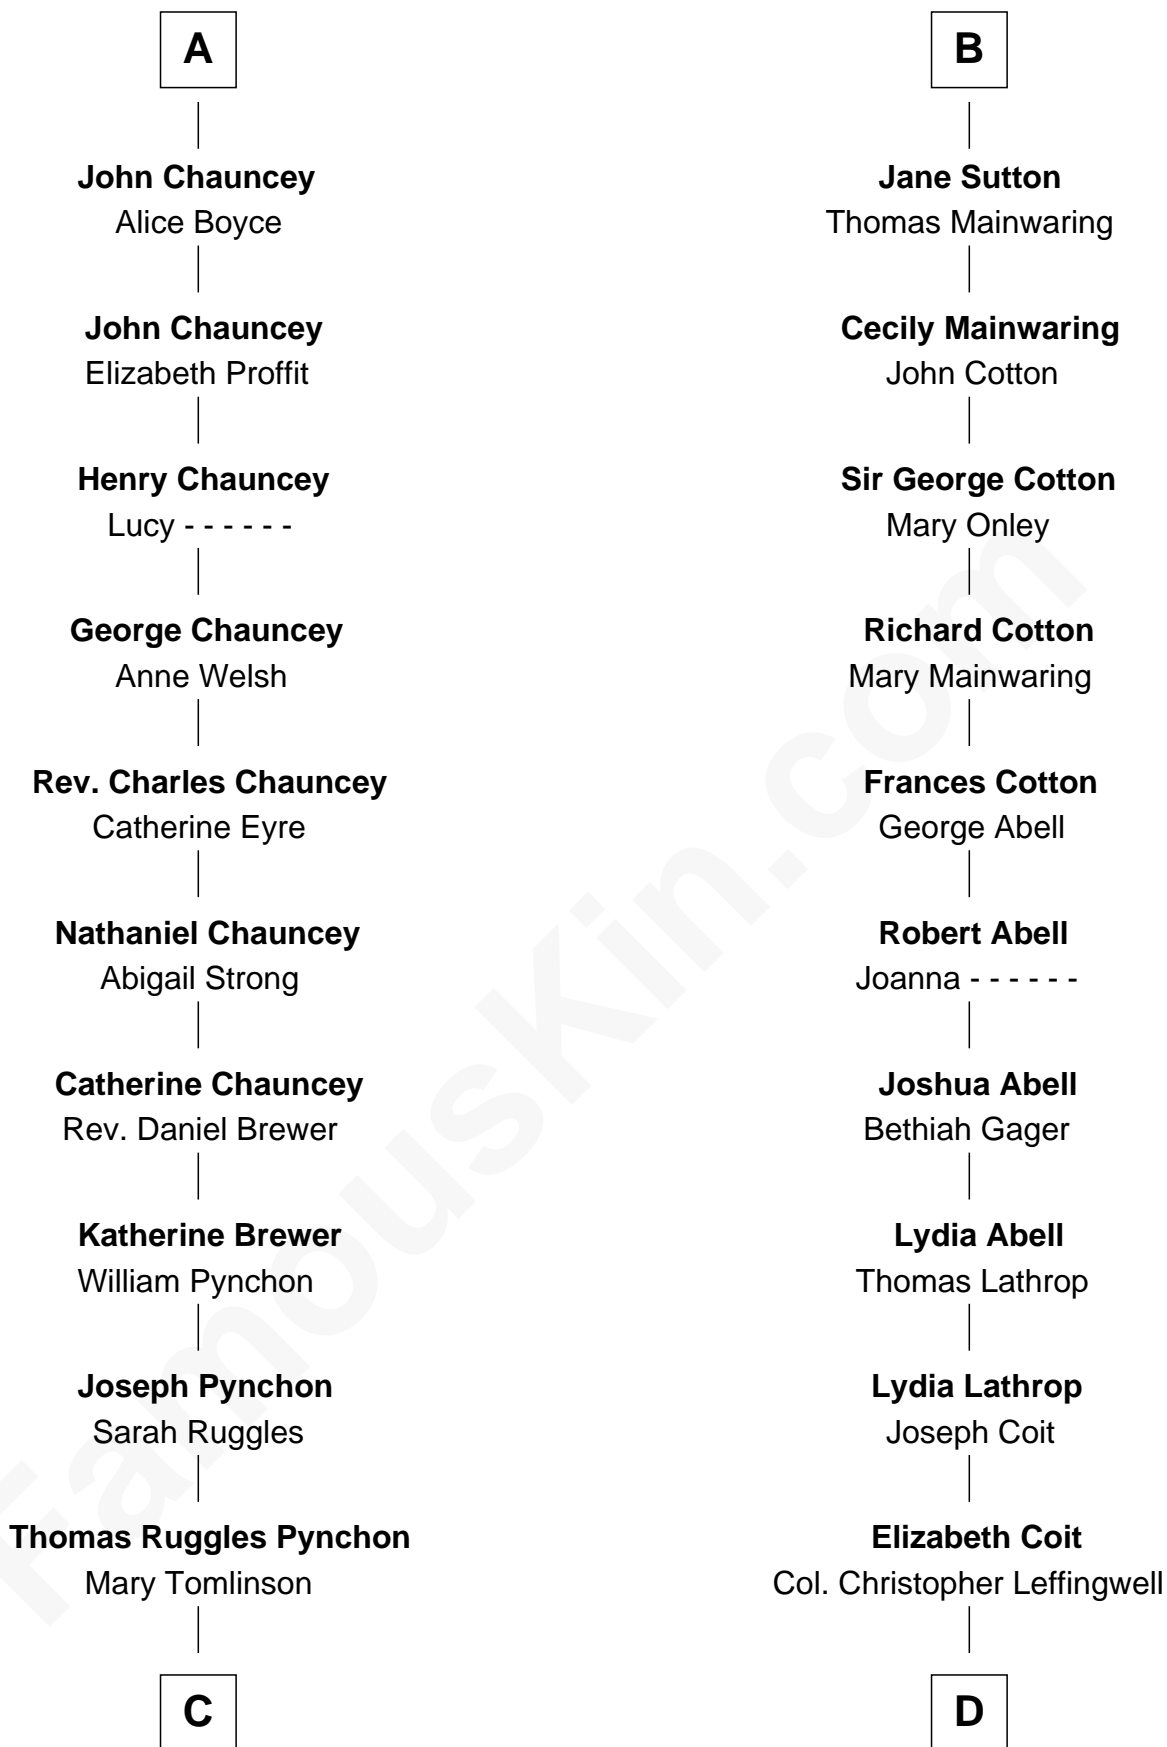 A
John Chauncey
Alice Boyce
John Chauncey
Elizabeth Proffit
Henry Chauncey
Lucy - - - - - -
George Chauncey
Anne Welsh
Rev. Charles Chauncey
Catherine Eyre
Nathaniel Chauncey
Abigail Strong
Catherine Chauncey
Rev. Daniel Brewer
Katherine Brewer
William Pynchon
Joseph Pynchon
Sarah Ruggles
Thomas Ruggles Pynchon
Mary Tomlinson
C
B
Jane Sutton
Thomas Mainwaring
Cecily Mainwaring
John Cotton
Sir George Cotton
Mary Onley
Richard Cotton
Mary Mainwaring
Frances Cotton
George Abell
Robert Abell
Joanna - - - - - -
Joshua Abell
Bethiah Gager
Lydia Abell
Thomas Lathrop
Lydia Lathrop
Joseph Coit
Elizabeth Coit
Col. Christopher Leffingwell
D
FamousKin.com